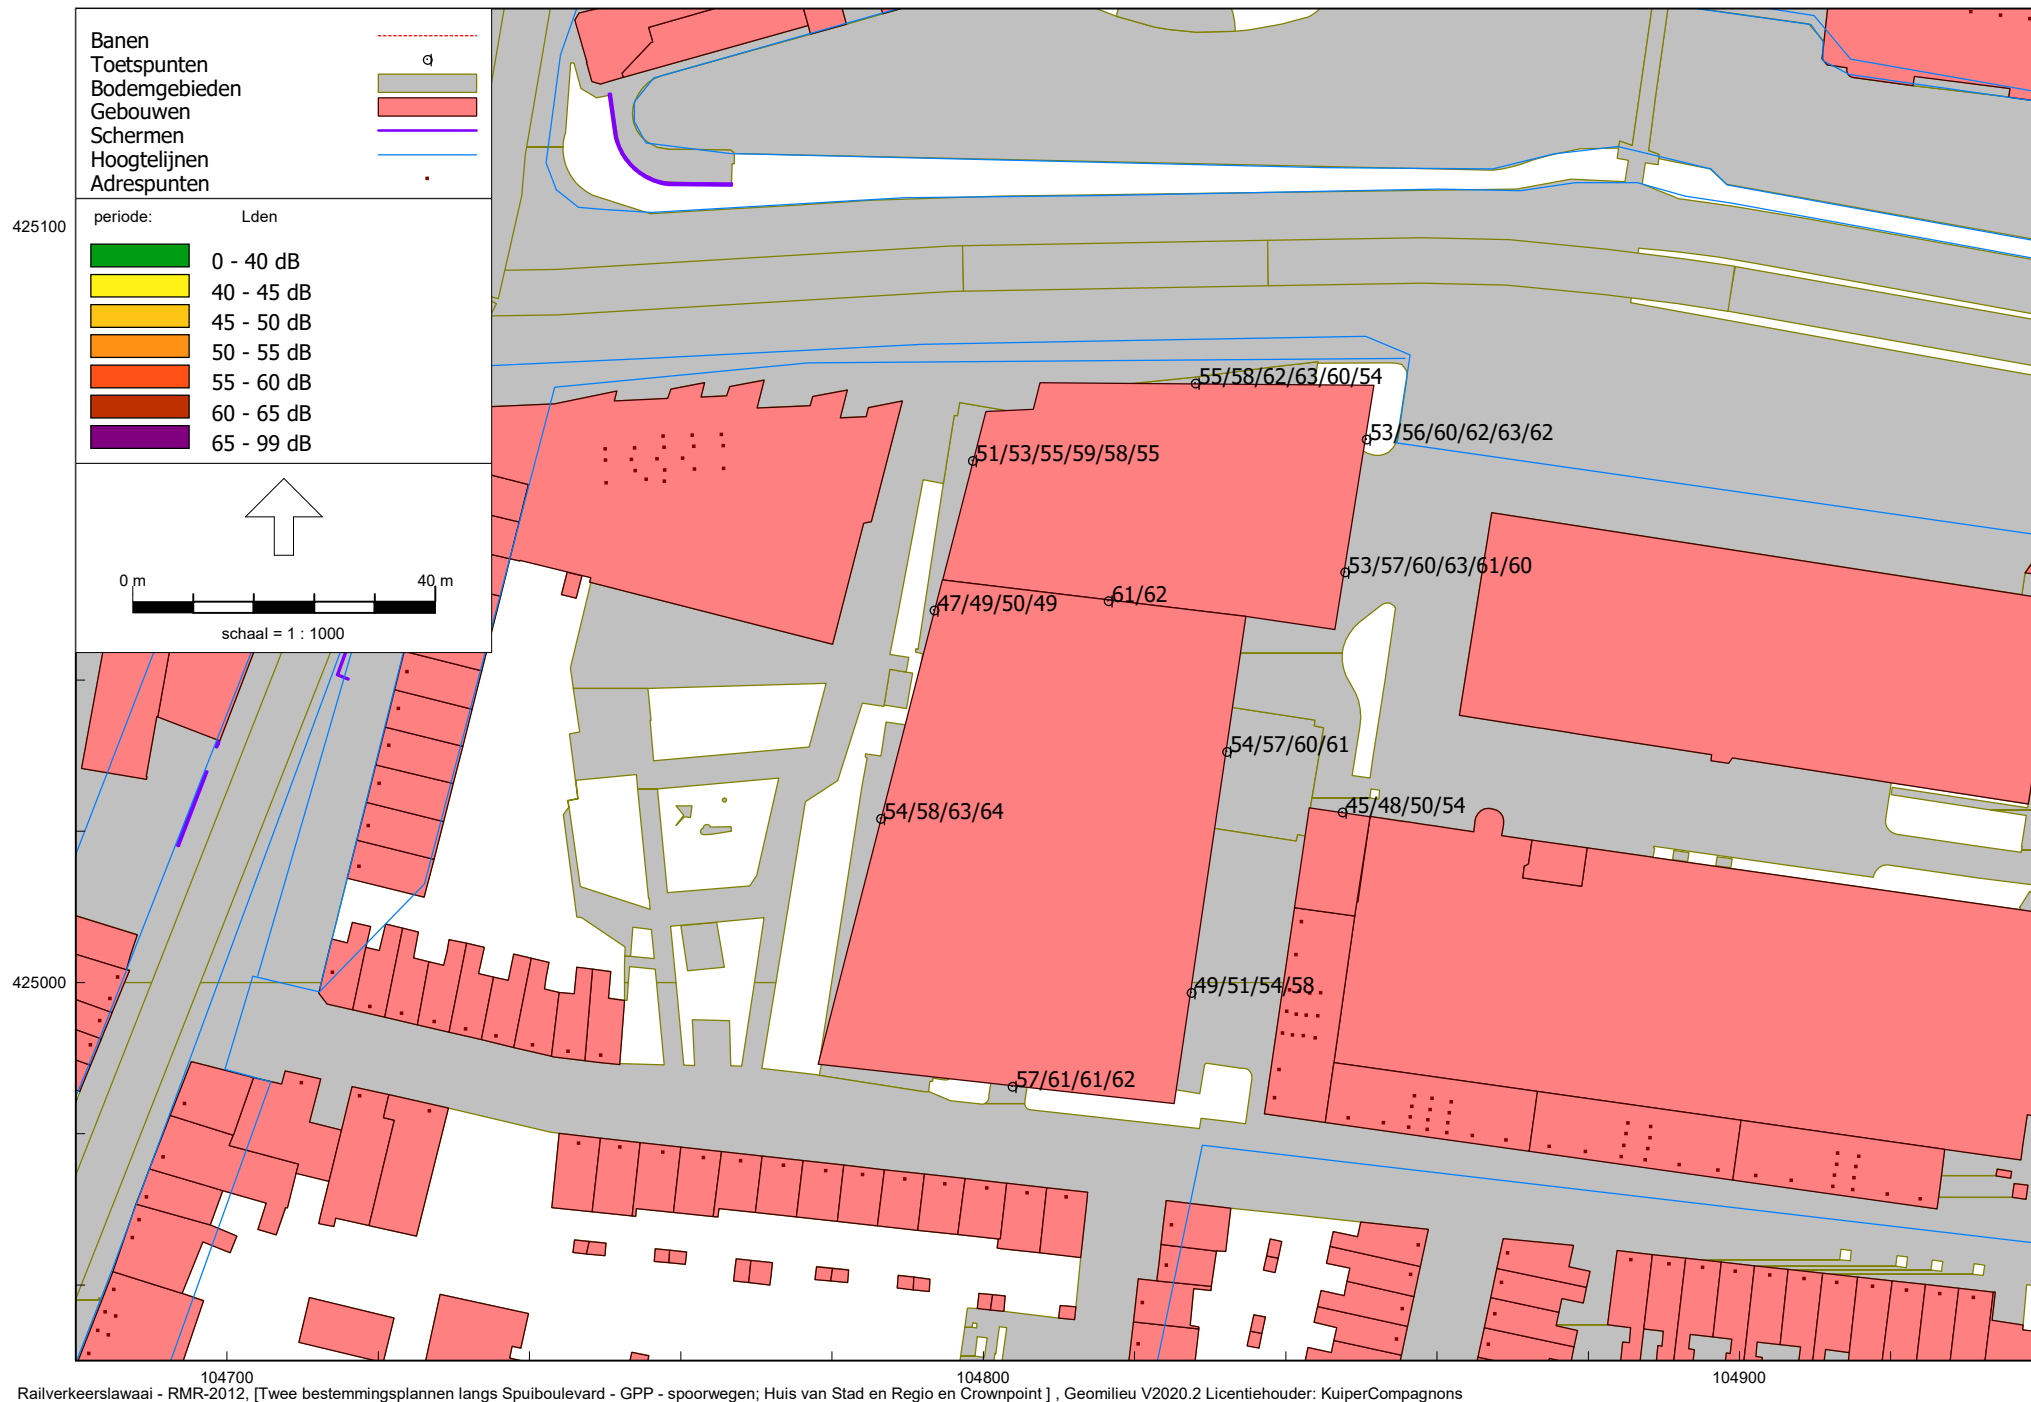 Banen
Toetspunten
Bodemgebieden
Gebouwen
Schermen
Hoogtelijnen
Adrespunten
periode: Lden
0 - 40 dB
40 - 45 dB
45 - 50 dB
50 - 55 dB
55 - 60 dB
60 - 65 dB
65 - 99 dB
0 m 40 m
schaal = 1 : 1000
425100
425000
55/58/62/63/60/54
53/56/60/62/63/62
51/53/55/59/58/55
53/57/60/63/61/60
61/62
47/49/50/49
54/57/60/61
54/58/63/64
45/48/50/54
49/51/54/58
57/61/61/62
104700 104800 104900
Railverkeerslawaai - RMR-2012, [Twee bestemmingsplannen langs Spuiboulevard - GPP - spoorwegen; Huis van Stad en Regio en Crownpoint ] , Geomilieu V2020.2 Licentiehouder: KuiperCompagnons